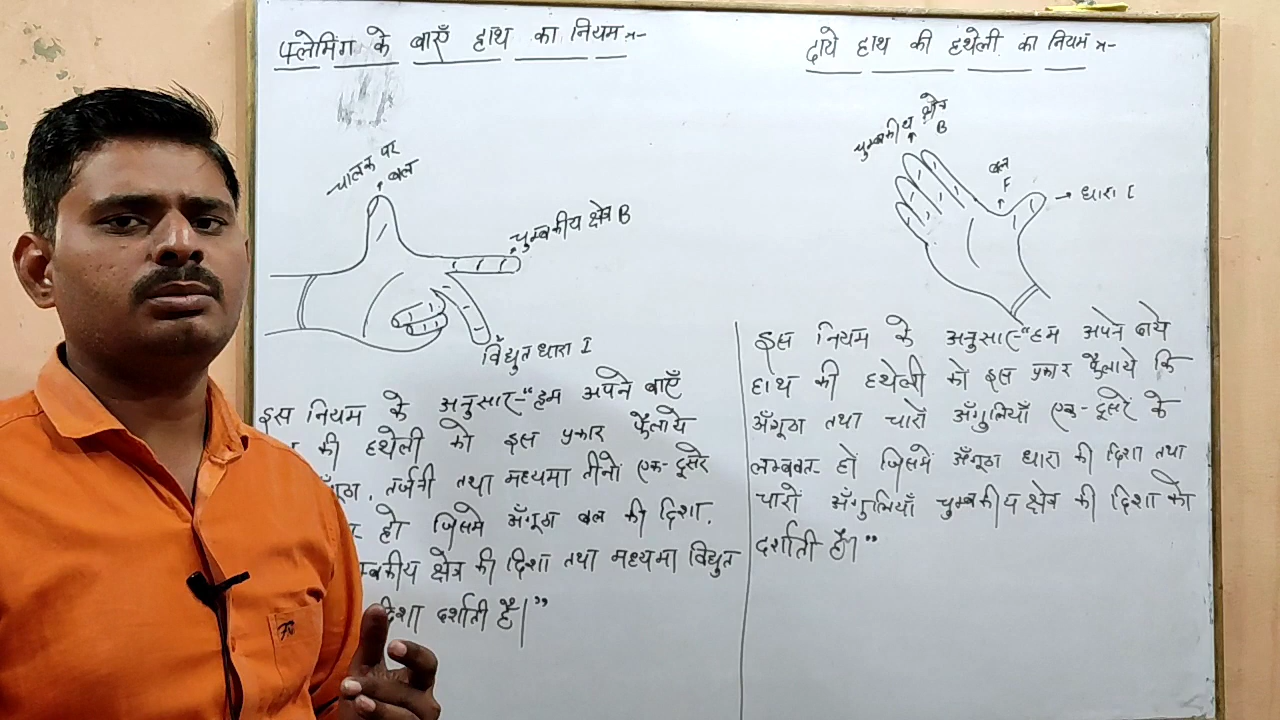 फ्लेमिंग के बाएँ हाथ का नियम :-
चालक पर
बल
चुम्बकीय क्षेत्र B
विद्युत धारा I
इस नियम के अनुसार-"हम अपने बाएँ
की हथेली को इस प्रकार फैलाये
तर्जनी तथा मध्यमा तीनों एक-दूसरे
हो जिसमे अँगूठा बल की दिशा,
क्षेत्र की दिशा तथा मध्यमा विद्युत
दिशा दर्शाती है।"
दाये हाथ की हथेली का नियम :-
चुम्बकीय क्षेत्र
B
बल
F
धारा I
इस नियम के अनुसार-"हम अपने दाये
हाथ की हथेली को इस प्रकार फैलाये कि
अँगूठा तथा चारों अँगुलियाँ एक-दूसरे के
लम्बवत- हों जिसमें अँगूठा धारा की दिशा तथा
चारों अँगुलियाँ चुम्बकीय क्षेत्र की दिशा को
दर्शाती है।"